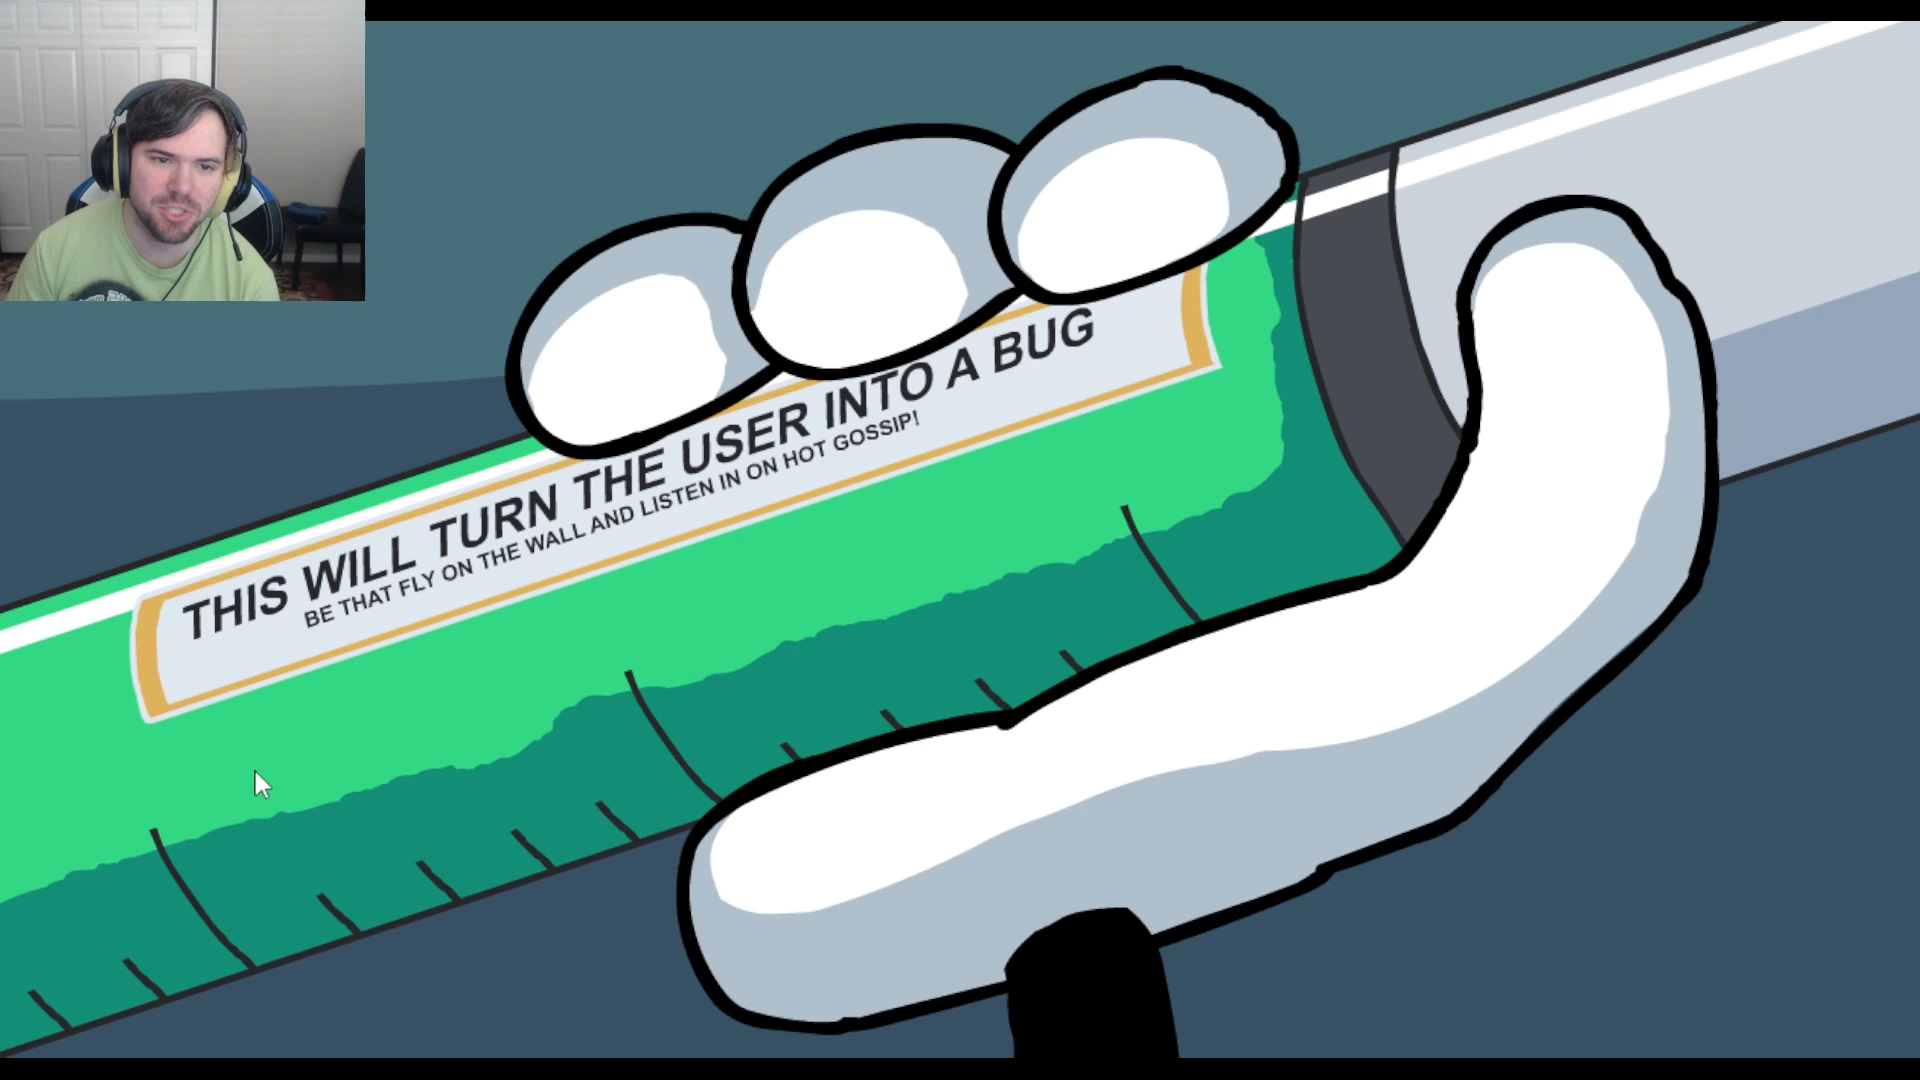 THIS WILL TURN THE USER INTO A BUG
BE THAT FLY ON THE WALL AND LISTEN IN ON HOT GOSSIP!